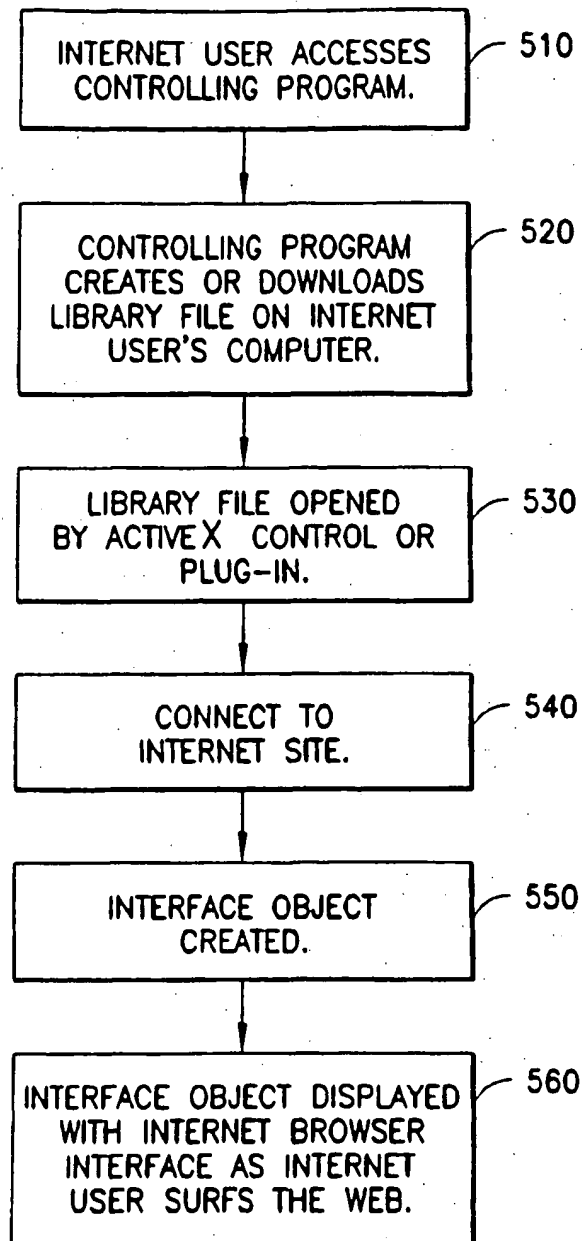 INTERNET USER ACCESSES
CONTROLLING PROGRAM.
510
CONTROLLING PROGRAM
CREATES OR DOWNLOADS
LIBRARY FILE ON INTERNET
USER'S COMPUTER.
520
LIBRARY FILE OPENED
BY ACTIVEX CONTROL OR
PLUG-IN.
530
CONNECT TO
INTERNET SITE.
540
INTERFACE OBJECT
CREATED.
550
INTERFACE OBJECT DISPLAYED
WITH INTERNET BROWSER
INTERFACE AS INTERNET
USER SURFS THE WEB.
560